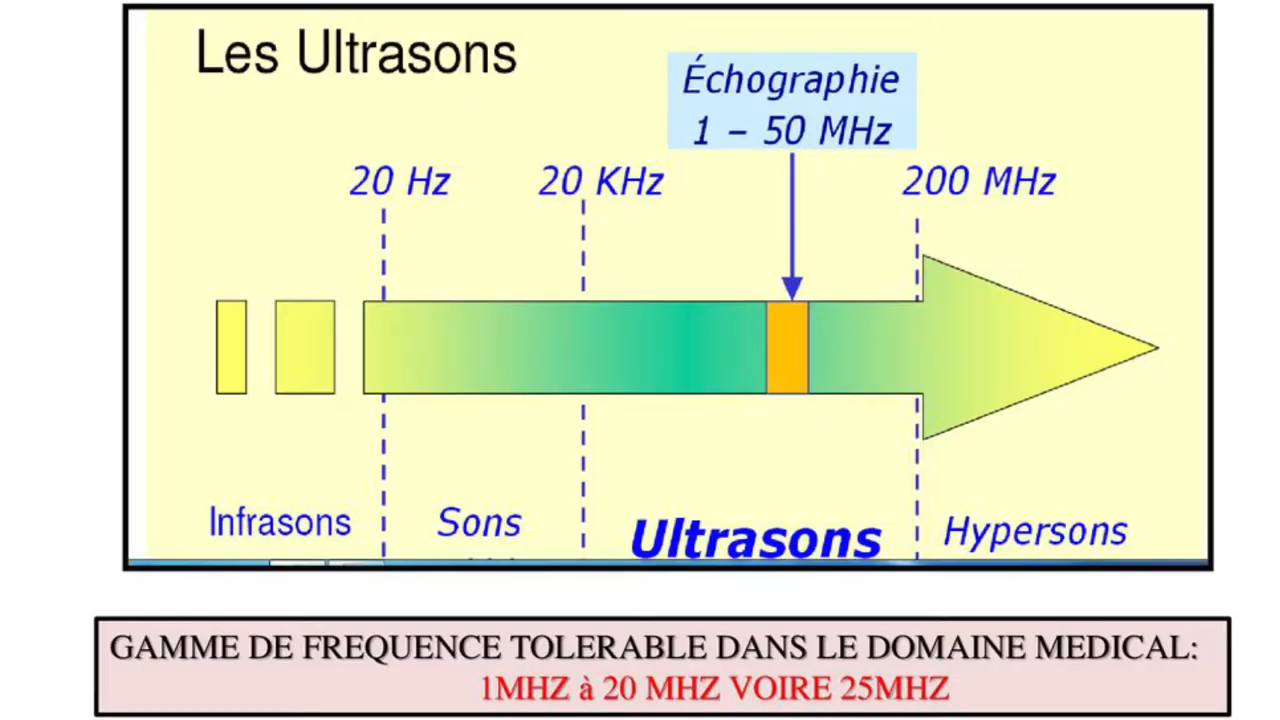 Les Ultrasons
Échographie
1 – 50 MHz
20 Hz
20 KHz
200 MHz
Infrasons
Sons
Ultrasons
Hypersons
GAMME DE FREQUENCE TOLERABLE DANS LE DOMAINE MEDICAL:
1MHZ à 20 MHZ VOIRE 25MHZ